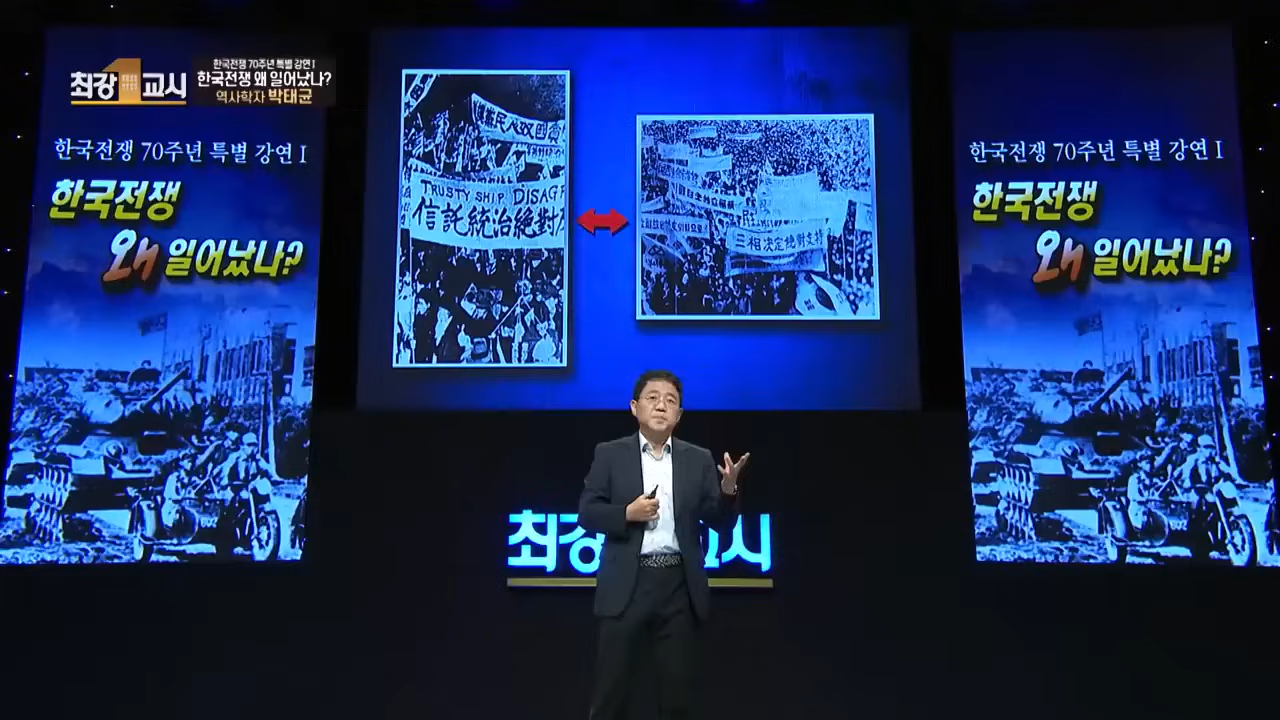 최강1교시
한국전쟁 70주년 특별 강연 I
한국전쟁 왜 일어났나?
역사학자 박태균
한국전쟁 70주년 특별 강연 I
한국전쟁
왜 일어났나?
TRUSTY SHIP DISAGR
信託統治絕對
三相決定絶對支持
한국전쟁 70주년 특별 강연 I
한국전쟁
왜 일어났나?
최강 교시